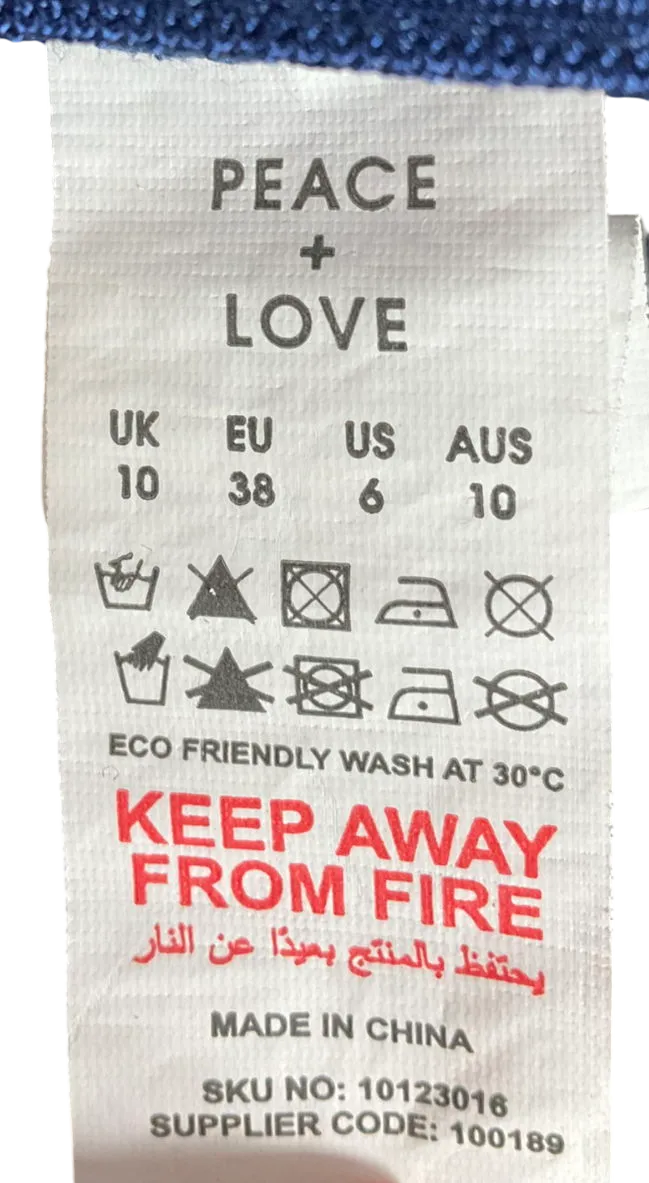 PEACE
+
LOVE
UK EU US AUS
10 38 6 10
ECO FRIENDLY WASH AT 30°C
KEEP AWAY
FROM FIRE
يحتفظ بالمنتج بعيدًا عن النار
MADE IN CHINA
SKU NO: 10123016
SUPPLIER CODE: 100189